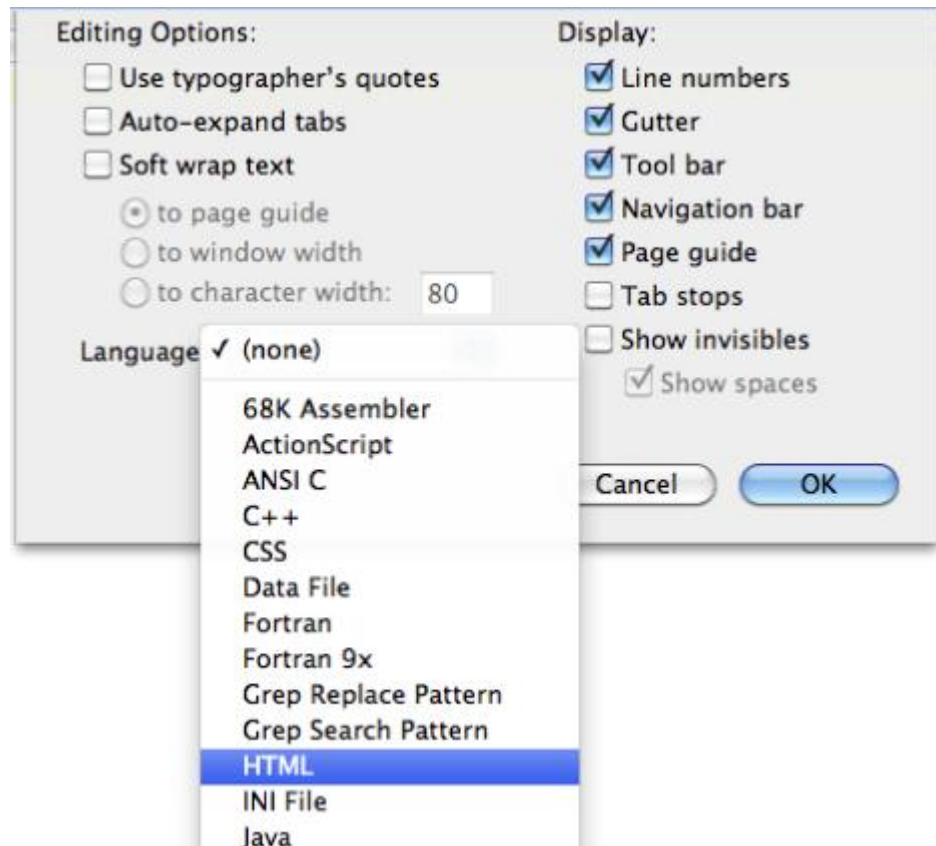 Editing Options:
Use typographer's quotes
Auto-expand tabs
Soft wrap text
to page guide
to window width
to character width: 80
Language ✓ (none)
68K Assembler
ActionScript
ANSI C
C++
CSS
Data File
Fortran
Fortran 9x
Grep Replace Pattern
Grep Search Pattern
HTML
INI File
Java
Display:
Line numbers
Gutter
Tool bar
Navigation bar
Page guide
Tab stops
Show invisibles
Show spaces
Cancel
OK